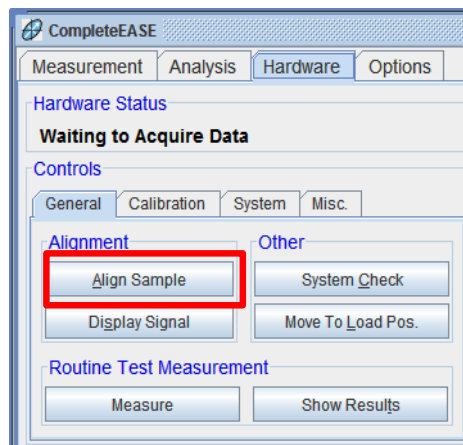 CompleteEASE
Measurement Analysis Hardware Options
Hardware Status
Waiting to Acquire Data
Controls
General Calibration System Misc.
Alignment Other
Align Sample System Check
Display Signal Move To Load Pos.
Routine Test Measurement
Measure Show Results